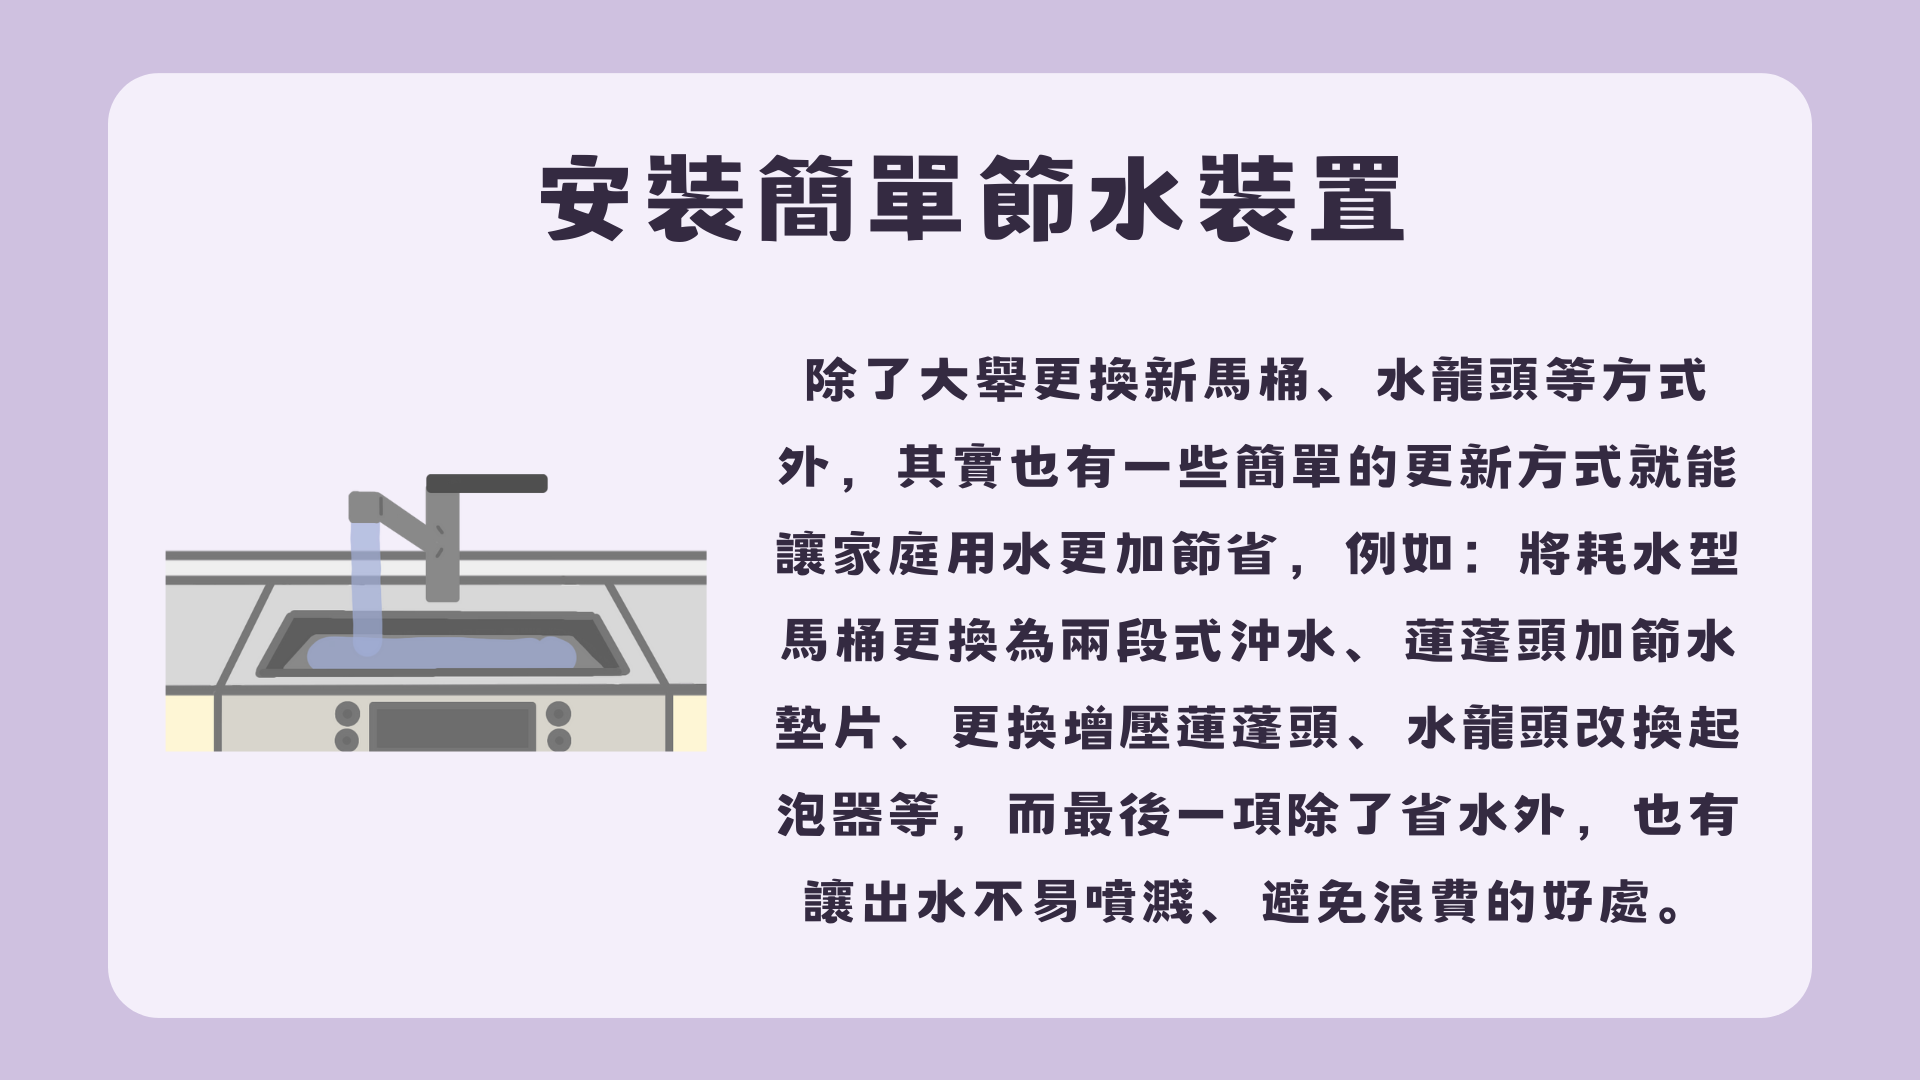 安裝簡單節水裝置
除了大舉更換新馬桶、水龍頭等方式
外，其實也有一些簡單的更新方式就能
讓家庭用水更加節省，例如：將耗水型
馬桶更換為兩段式沖水、蓮蓬頭加節水
墊片、更換增壓蓮蓬頭、水龍頭改換起
泡器等，而最後一項除了省水外，也有
讓出水不易噴濺、避免浪費的好處。